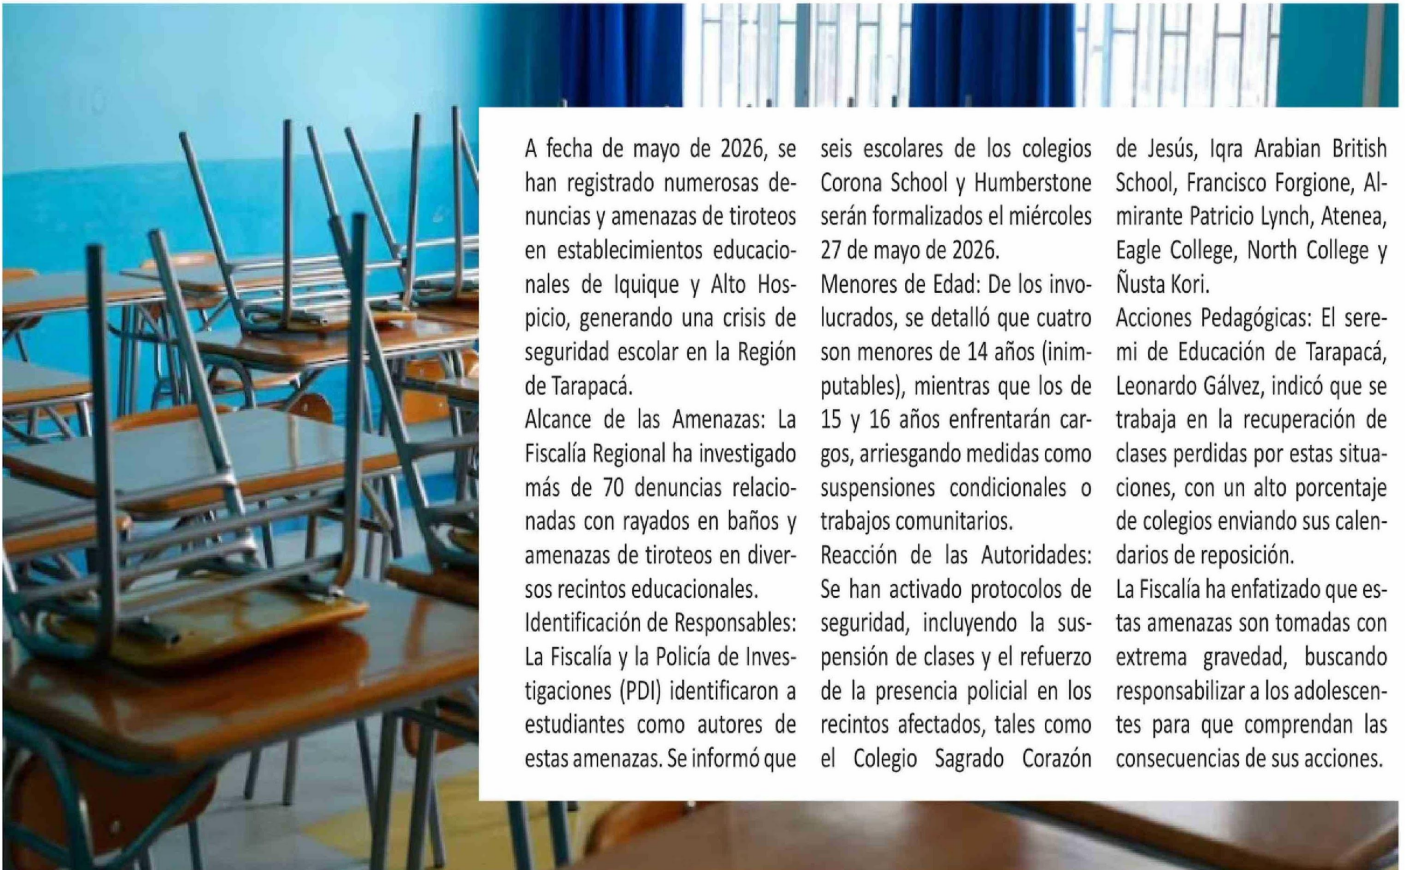 A fecha de mayo de 2026, se
han registrado numerosas de-
nuncias y amenazas de tiroteos
en establecimientos educacio-
nales de Iquique y Alto Hos-
picio, generando una crisis de
seguridad escolar en la Región
de Tarapacá.
Alcance de las Amenazas: La
Fiscalía Regional ha investigado
más de 70 denuncias relacio-
nadas con rayados en baños y
amenazas de tiroteos en diver-
sos recintos educacionales.
Identificación de Responsables:
La Fiscalía y la Policía de Inves-
tigaciones (PDI) identificaron a
estudiantes como autores de
estas amenazas. Se informó que
seis escolares de los colegios
Corona School y Humberstone
serán formalizados el miércoles
27 de mayo de 2026.
Menores de Edad: De los invo-
lucrados, se detalló que cuatro
son menores de 14 años (inim-
putables), mientras que los de
15 y 16 años enfrentarán car-
gos, arriesgando medidas como
suspensiones condicionales o
trabajos comunitarios.
Reacción de las Autoridades:
Se han activado protocolos de
seguridad, incluyendo la sus-
pensión de clases y el refuerzo
de la presencia policial en los
recintos afectados, tales como
el Colegio Sagrado Corazón
de Jesús, Iqra Arabian British
School, Francisco Forgione, Al-
mirante Patricio Lynch, Atenea,
Eagle College, North College y
Ñusta Kori.
Acciones Pedagógicas: El sere-
mi de Educación de Tarapacá,
Leonardo Gálvez, indicó que se
trabaja en la recuperación de
clases perdidas por estas situa-
ciones, con un alto porcentaje
de colegios enviando sus calen-
darios de reposición.
La Fiscalía ha enfatizado que es-
tas amenazas son tomadas con
extrema gravedad, buscando
responsabilizar a los adolescen-
tes para que comprendan las
consecuencias de sus acciones.